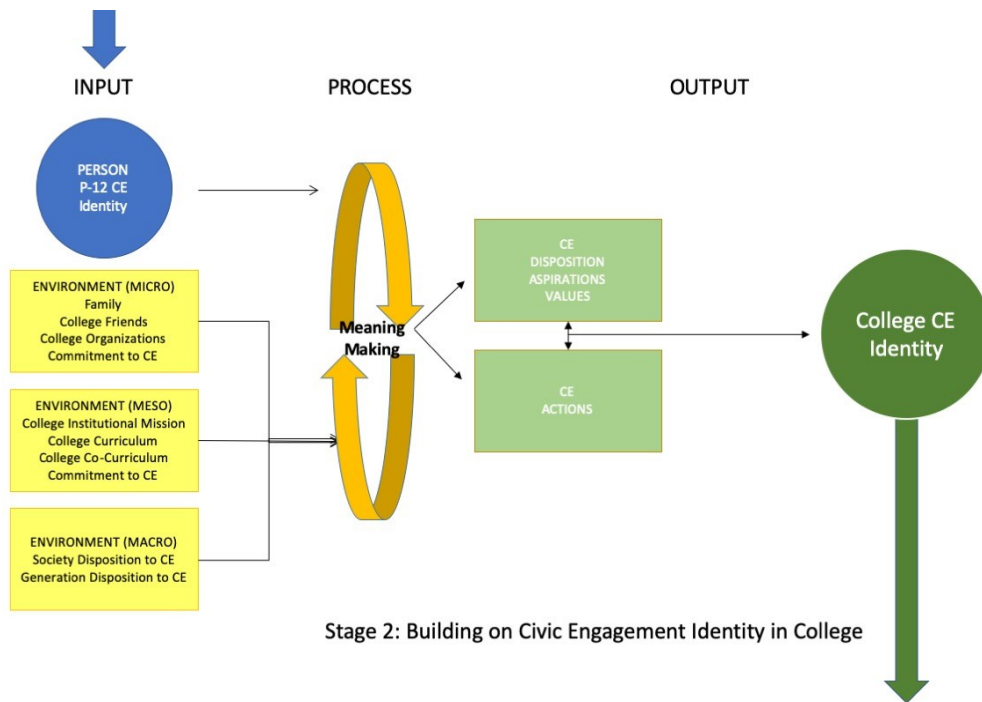 INPUT
PROCESS
OUTPUT
PERSON
P-12 CE
Identity
ENVIRONMENT (MICRO)
Family
College Friends
College Organizations
Commitment to CE
ENVIRONMENT (MESO)
College Institutional Mission
College Curriculum
College Co-Curriculum
Commitment to CE
ENVIRONMENT (MACRO)
Society Disposition to CE
Generation Disposition to CE
Meaning
Making
CE
DISPOSITION
ASPIRATIONS
VALUES
CE
ACTIONS
College CE
Identity
Stage 2: Building on Civic Engagement Identity in College